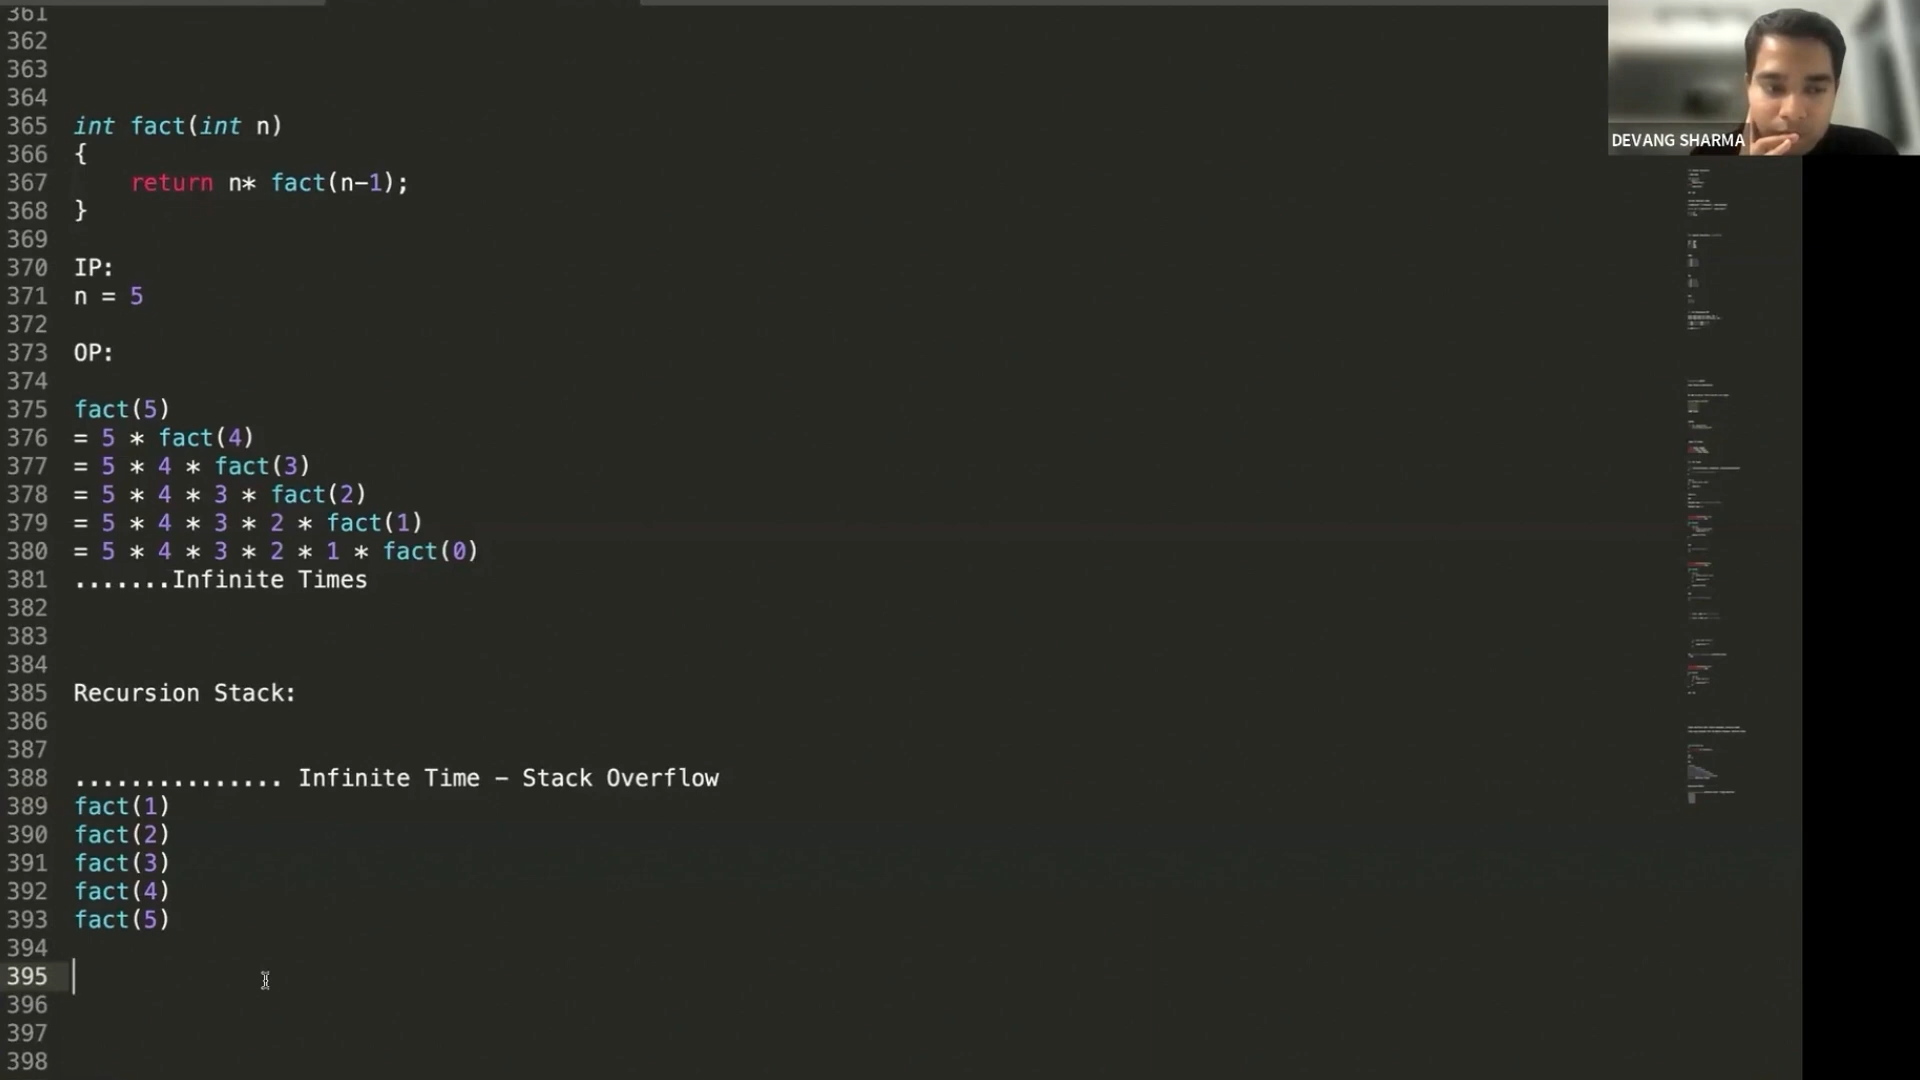 361
362
363
364
365 int fact(int n)
366 {
367     return n* fact(n-1);
368 }
369
370 IP:
371 n = 5
372
373 OP:
374
375 fact(5)
376 = 5 * fact(4)
377 = 5 * 4 * fact(3)
378 = 5 * 4 * 3 * fact(2)
379 = 5 * 4 * 3 * 2 * fact(1)
380 = 5 * 4 * 3 * 2 * 1 * fact(0)
381 .......Infinite Times
382
383
384
385 Recursion Stack:
386
387
388 ............... Infinite Time - Stack Overflow
389 fact(1)
390 fact(2)
391 fact(3)
392 fact(4)
393 fact(5)
394
395
396
397
398
DEVANG SHARMA